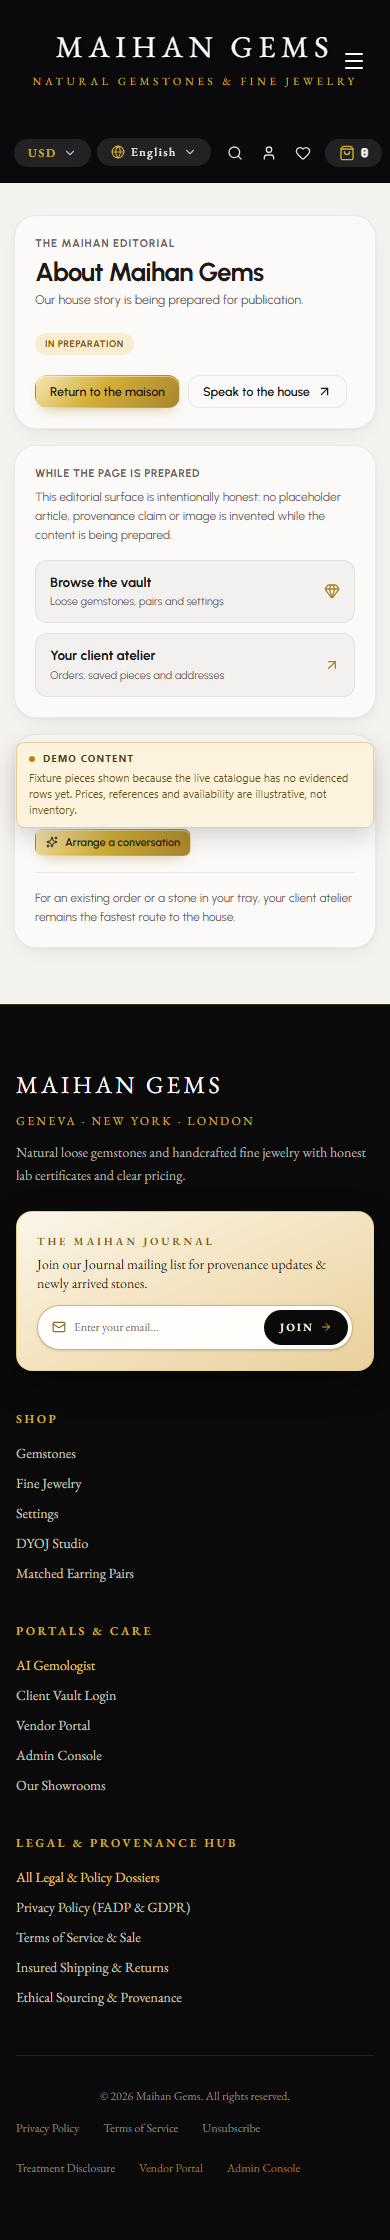 MAIHAN GEMS
NATURAL GEMSTONES & FINE JEWELRY
USD
English
THE MAIHAN EDITORIAL
About Maihan Gems
Our house story is being prepared for publication.
IN PREPARATION
Return to the maison
Speak to the house
WHILE THE PAGE IS PREPARED
This editorial surface is intentionally honest: no placeholder
article, provenance claim or image is invented while the
content is being prepared.
Browse the vault
Loose gemstones, pairs and settings
Your client atelier
Orders, saved pieces and addresses
DEMO CONTENT
Fixture pieces shown because the live catalogue has no evidenced
rows yet. Prices, references and availability are illustrative, not
inventory.
Arrange a conversation
For an existing order or a stone in your tray, your client atelier
remains the fastest route to the house.
MAIHAN GEMS
GENEVA · NEW YORK · LONDON
Natural loose gemstones and handcrafted fine jewelry with honest
lab certificates and clear pricing.
THE MAIHAN JOURNAL
Join our Journal mailing list for provenance updates &
newly arrived stones.
Enter your email...
JOIN
SHOP
Gemstones
Fine Jewelry
Settings
DYOJ Studio
Matched Earring Pairs
PORTALS & CARE
AI Gemologist
Client Vault Login
Vendor Portal
Admin Console
Our Showrooms
LEGAL & PROVENANCE HUB
All Legal & Policy Dossiers
Privacy Policy (FADP & GDPR)
Terms of Service & Sale
Insured Shipping & Returns
Ethical Sourcing & Provenance
© 2026 Maihan Gems. All rights reserved.
Privacy Policy
Terms of Service
Unsubscribe
Treatment Disclosure
Vendor Portal
Admin Console